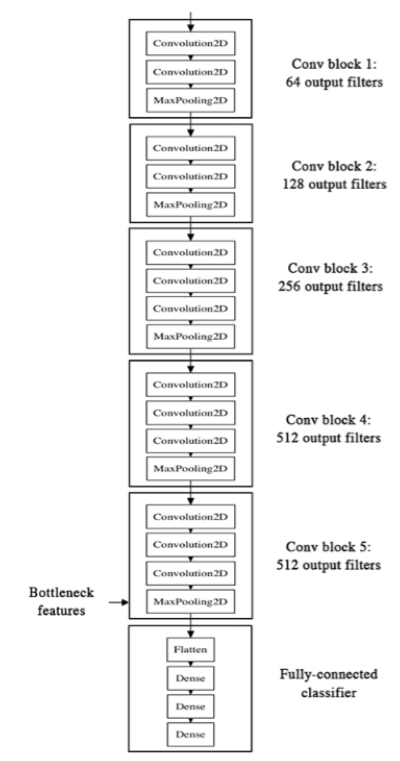 Convolution2D
Convolution2D
MaxPooling2D
Conv block 1:
64 output filters
Convolution2D
Convolution2D
MaxPooling2D
Conv block 2:
128 output filters
Convolution2D
Convolution2D
Convolution2D
MaxPooling2D
Conv block 3:
256 output filters
Convolution2D
Convolution2D
Convolution2D
MaxPooling2D
Conv block 4:
512 output filters
Convolution2D
Convolution2D
Convolution2D
MaxPooling2D
Conv block 5:
512 output filters
Bottleneck
features
Flatten
Dense
Dense
Dense
Fully-connected
classifier